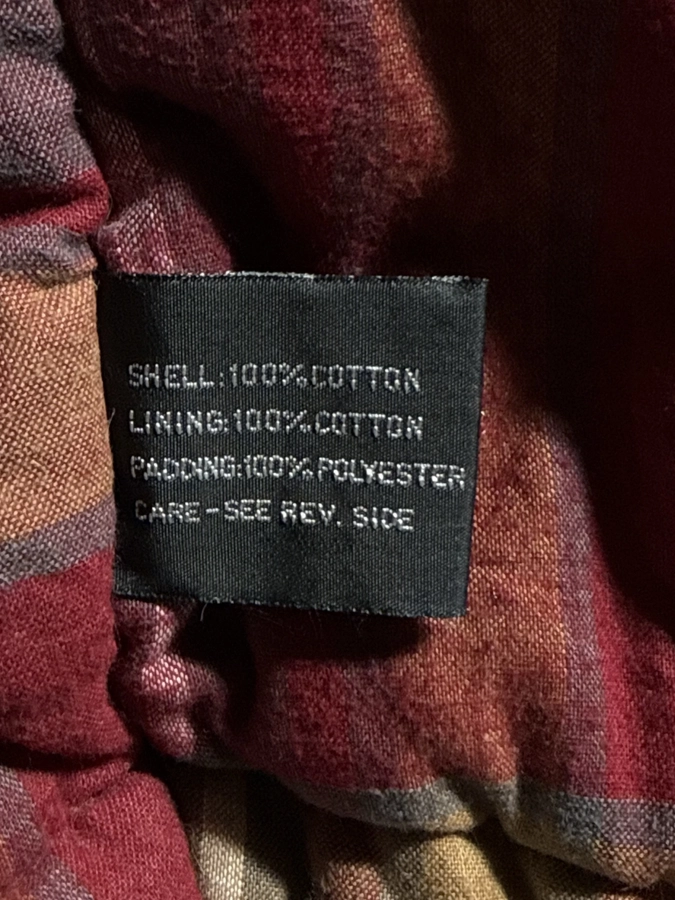 SHELL:100%COTTON
LINING:100%COTTON
PADDING:100%POLYESTER
CARE-SEE REV. SIDE